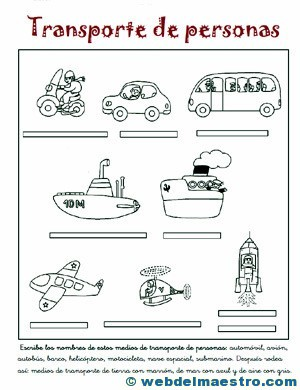 Transporte de personas
10M
Escribe los nombres de estos medios de transporte de personas: automóvil, avión,
autobús, barco, helicóptero, motocicleta, nave espacial, submarino. Después rodea
así: medios de transporte de tierra con marrón, de mar con azul y de aire con gris.
© webdelmaestro.com